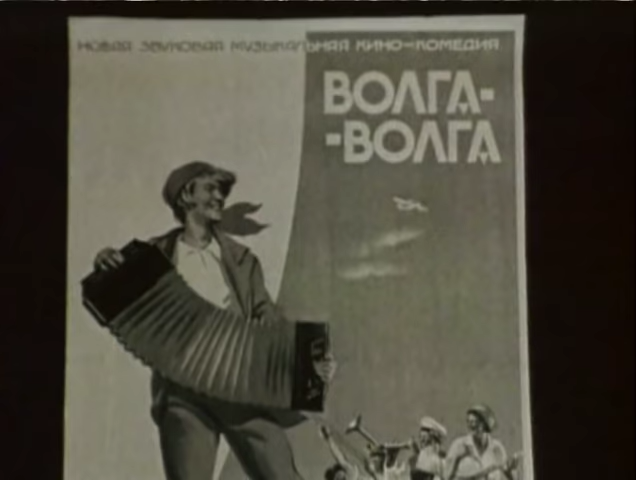 НОВАЯ ЗВУКОВАЯ МУЗЫКАЛЬНАЯ КИНО-КОМЕДИЯ
ВОЛГА-
-ВОЛГА